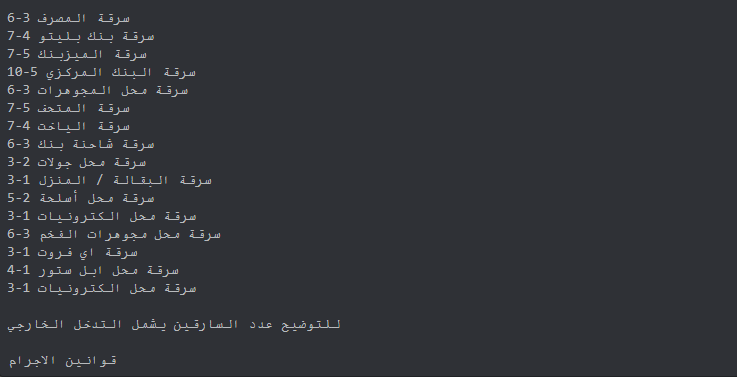 سرقة المصرف 3-6
سرقة بنك بليتو 4-7
سرقة الميزبنك 5-7
سرقة البنك المركزي 5-10
سرقة محل المجوهرات 3-6
سرقة المتحف 5-7
سرقة الياخت 4-7
سرقة شاحنة بنك 3-6
سرقة محل جولات 2-3
سرقة البقالة / المنزل 1-3
سرقة محل أسلحة 2-5
سرقة محل الكترونيات 1-3
سرقة محل مجوهرات الفخم 3-6
سرقة اي فروت 1-3
سرقة محل ابل ستور 1-4
سرقة محل الكترونيات 1-3
للتوضيح عدد السارقين يشمل التدخل الخارجي
قوانين الاجرام